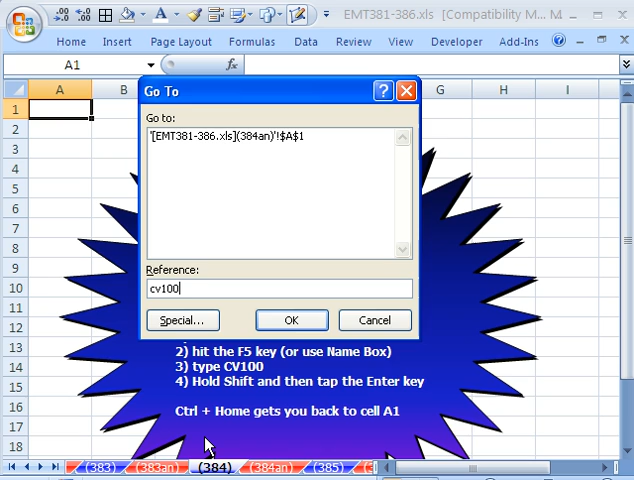 EMT381-386.xls [Compatibility M... M
Home Insert Page Layout Formulas Data Review View Developer Add-Ins
A1 fx
A B G H I
Go To
Go to:
'[EMT381-386.xls](384an)'!$A$1
Reference:
cv100
Special... OK Cancel
1
2
3
4
5
6
7
8
9
10
11
12
13
14
15
16
17
18
2) hit the F5 key (or use Name Box)
3) type CV100
4) Hold Shift and then tap the Enter key
Ctrl + Home gets you back to cell A1
(383) (383an) (384) (384an) (385) (3